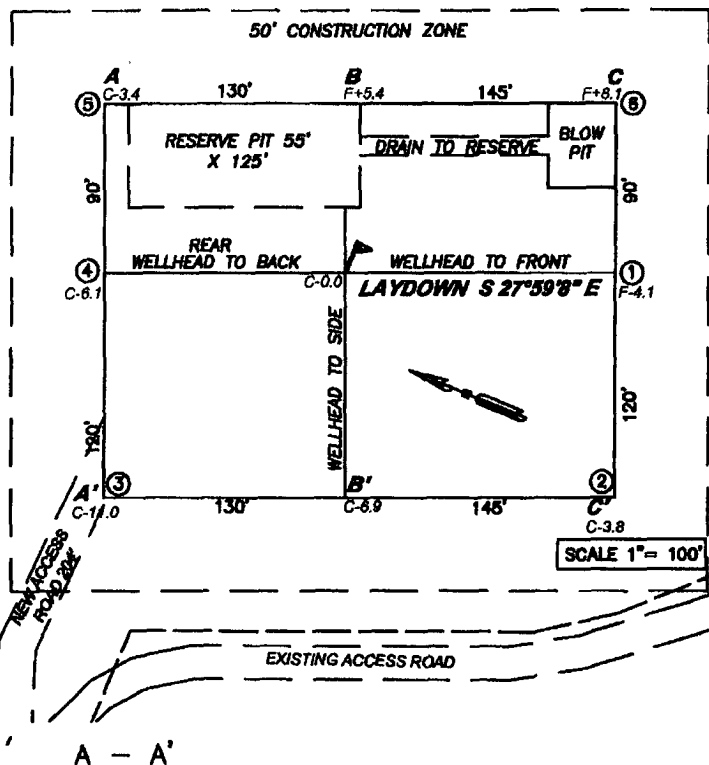 50' CONSTRUCTION ZONE
A B C
5 C-3.4 130' F+5.4 145' F+8.1 6
RESERVE PIT 55'
X 125'
DRAIN TO RESERVE
BLOW
PIT
90' 90'
REAR
WELLHEAD TO BACK
WELLHEAD TO FRONT
4 C-0.0 1
C-6.1 LAYDOWN S 27°59'8" E F-4.1
WELLHEAD TO SIDE
120' 120'
A' 3 B' 2
C-11.0 130' C-6.9 145' C'
C-3.8
SCALE 1"= 100'
NEW ACCESS
ROAD 204'
EXISTING ACCESS ROAD
A - A'